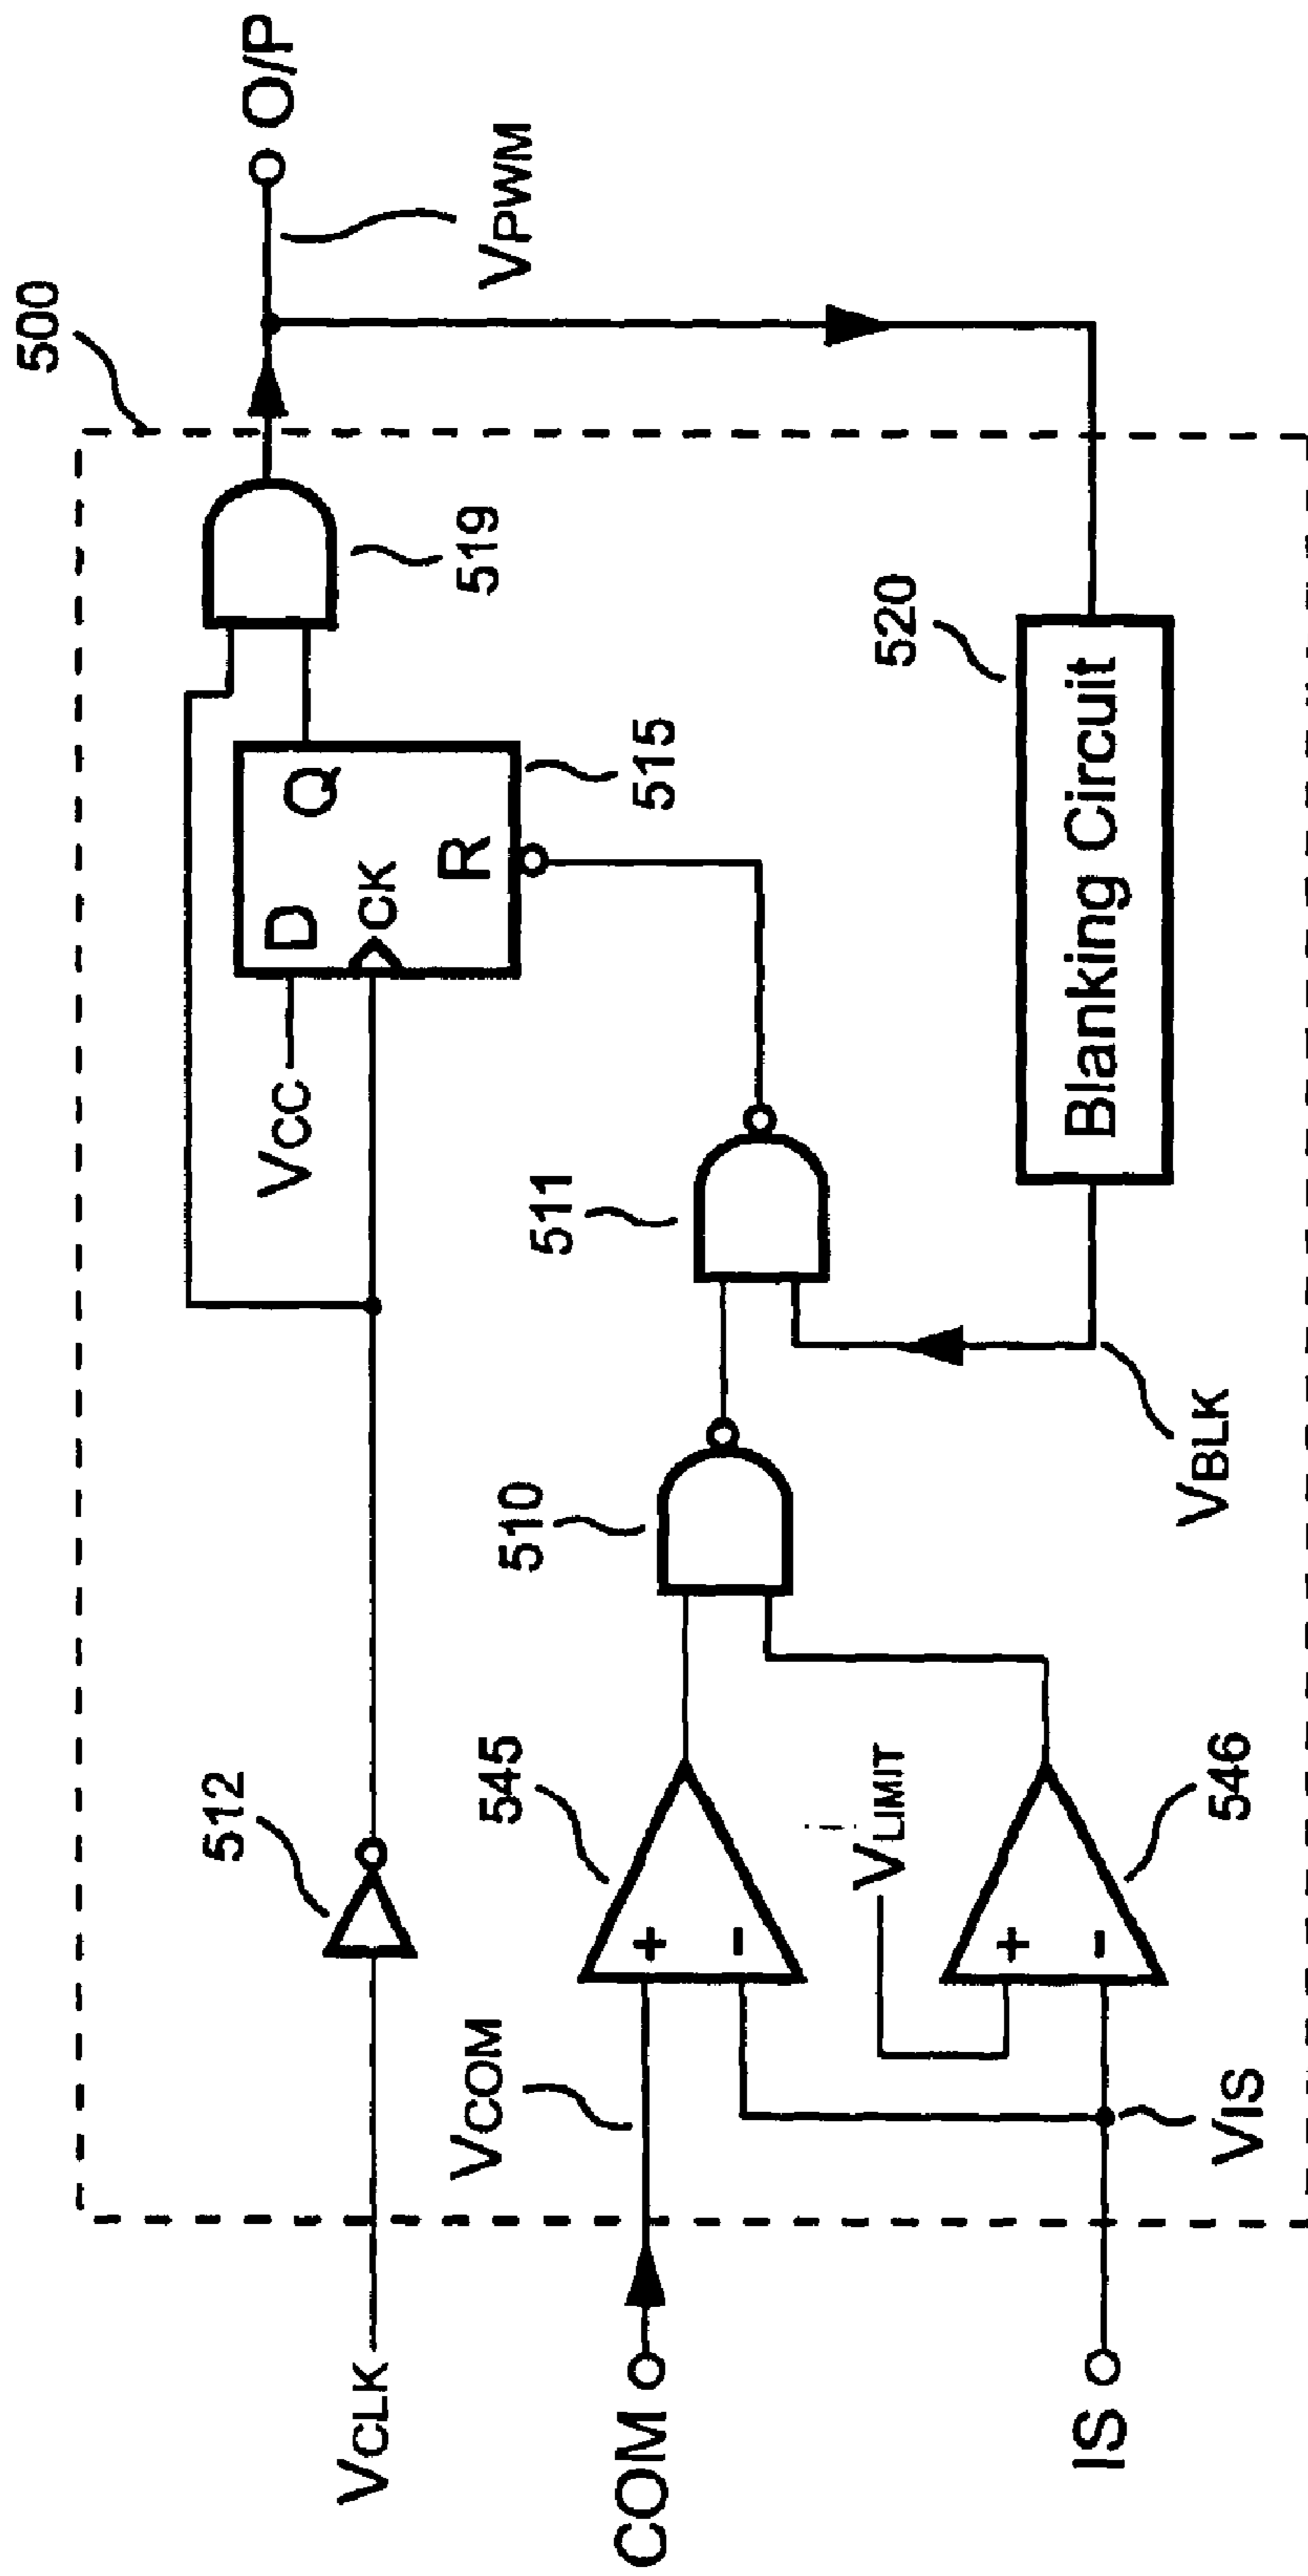 500
O/P
VPWM
519
512
VCLK
VCC
D
Q
CK
R
515
545
VCOM
COM
+
-
510
511
VLIMIT
520
Blanking Circuit
+
-
546
VBLK
IS
VIS